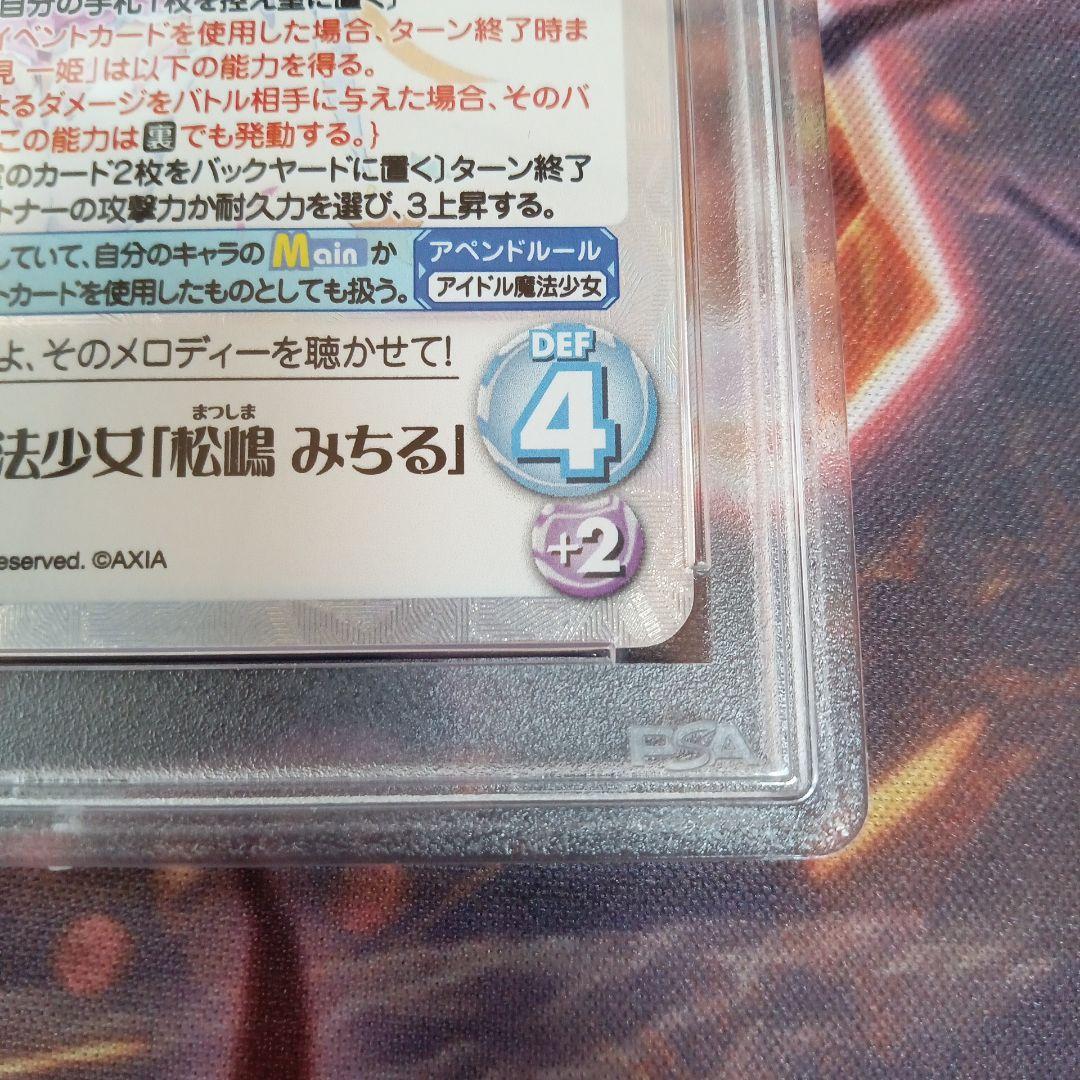 自分の手札1枚を控え室に置く〕
イベントカードを使用した場合、ターン終了時ま
見 一姫」は以下の能力を得る。
よるダメージをバトル相手に与えた場合、そのバ
この能力は裏でも発動する。}
のカード2枚をバックヤードに置く〕ターン終了
トナーの攻撃力か耐久力を選び、3上昇する。
していて、自分のキャラのMainか
トカードを使用したものとしても扱う。
アペンドルール
アイドル魔法少女
よ、そのメロディーを聴かせて!
DEF
4
まつしま
法少女「松嶋 みちる」
+2
eserved. ©AXIA
PSA